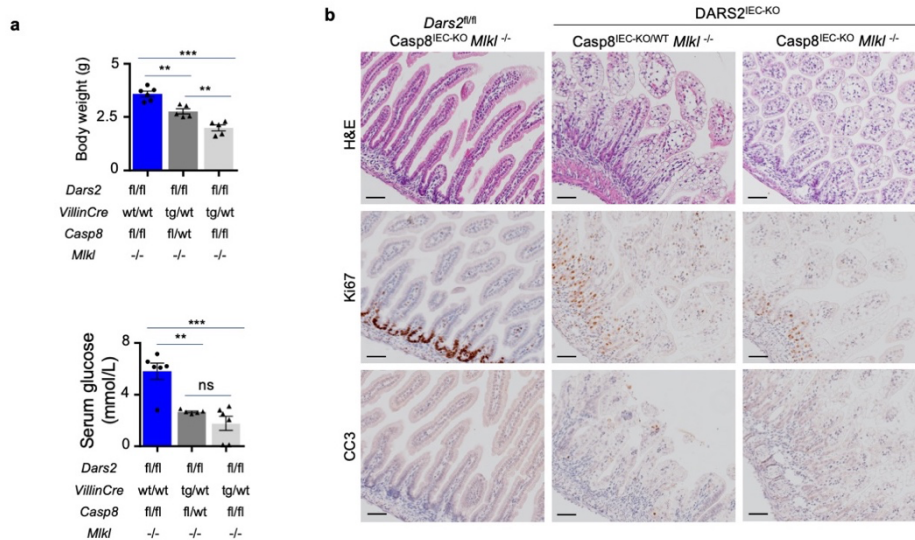 a
***
**
**
Body weight (g)
5
2.5
0
Dars2 fl/fl fl/fl fl/fl
VillinCre wt/wt tg/wt tg/wt
Casp8 fl/fl fl/wt fl/fl
Mlkl -/- -/- -/-
***
**
ns
Serum glucose
(mmol/L)
6
3
0
Dars2 fl/fl fl/fl fl/fl
VillinCre wt/wt tg/wt tg/wt
Casp8 fl/fl fl/wt fl/fl
Mlkl -/- -/- -/-
b
Dars2fl/fl
Casp8IEC-KO Mlkl -/-
DARS2IEC-KO
Casp8IEC-KO/WT Mlkl -/-
Casp8IEC-KO Mlkl -/-
H&E
Ki67
CC3